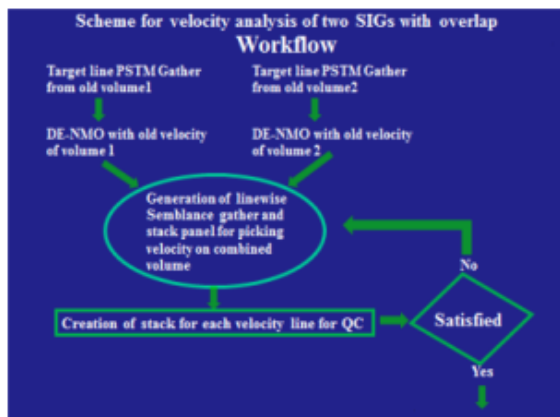 Scheme for velocity analysis of two SIGs with overlap
Workflow
Target line PSTM Gather
from old volume1
Target line PSTM Gather
from old volume2
DE-NMO with old velocity
of volume 1
DE-NMO with old velocity
of volume 2
Generation of linewise
Semblance gather and
stack panel for picking
velocity on combined
volume
No
Creation of stack for each velocity line for QC
Satisfied
Yes